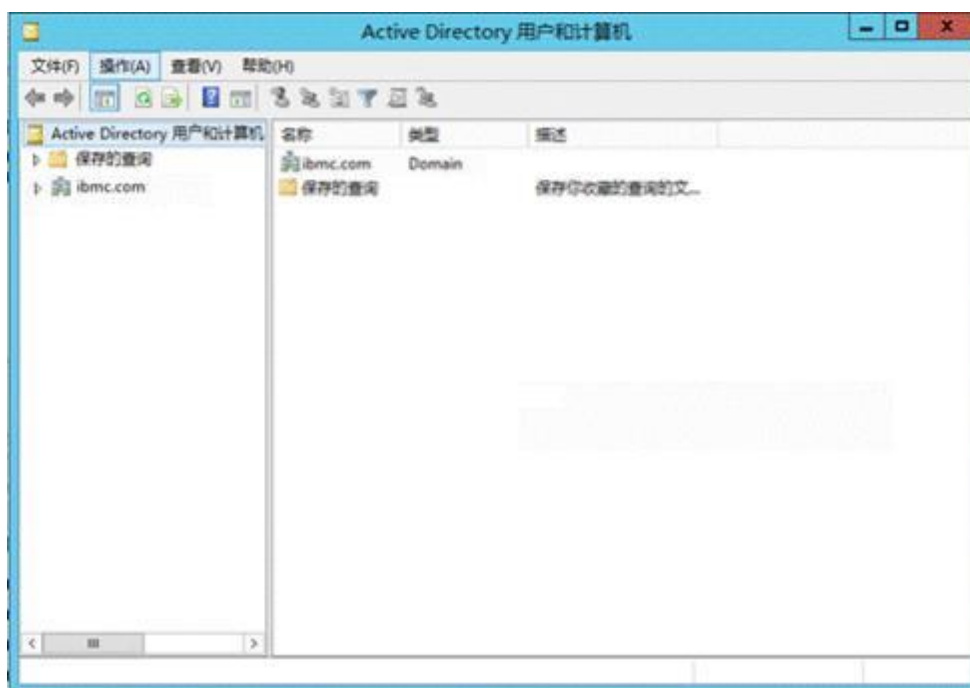 Active Directory 用户和计算机
文件(F) 操作(A) 查看(V) 帮助(H)
Active Directory 用户和计算机
保存的查询
ibmc.com
名称 类型 描述
ibmc.com Domain
保存的查询 保存你收藏的查询的文...